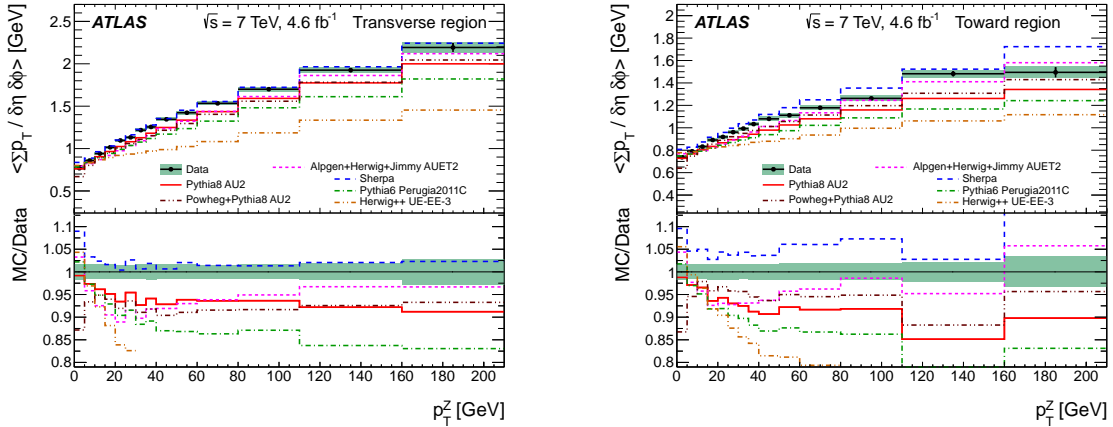 ATLAS √s = 7 TeV, 4.6 fb⁻¹ Transverse region
<Σp_T / δη δϕ> [GeV]
2.5
2
1.5
1
0.5
Data
Pythia8 AU2
Powheg+Pythia8 AU2
Alpgen+Herwig+Jimmy AUET2
Sherpa
Pythia6 Perugia2011C
Herwig++ UE-EE-3
MC/Data
1.1
1.05
1
0.95
0.9
0.85
0.8
0 20 40 60 80 100 120 140 160 180 200
p_T^Z [GeV]
ATLAS √s = 7 TeV, 4.6 fb⁻¹ Toward region
<Σp_T / δη δϕ> [GeV]
2
1.8
1.6
1.4
1.2
1
0.8
0.6
0.4
Data
Pythia8 AU2
Powheg+Pythia8 AU2
Alpgen+Herwig+Jimmy AUET2
Sherpa
Pythia6 Perugia2011C
Herwig++ UE-EE-3
MC/Data
1.1
1.05
1
0.95
0.9
0.85
0.8
0 20 40 60 80 100 120 140 160 180 200
p_T^Z [GeV]